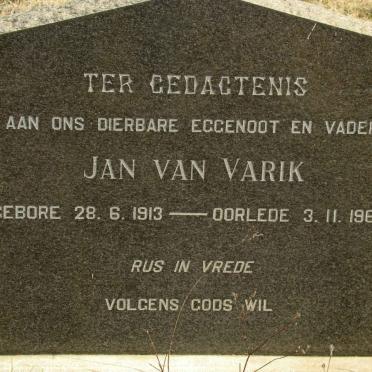 TER GEDAGTENIS
AAN ONS DIERBARE EGGENOOT EN VADER
JAN VAN VARIK
GEBORE 28.6.1913 — OORLEDE 3.11.196
RUS IN VREDE
VOLGENS GODS WIL